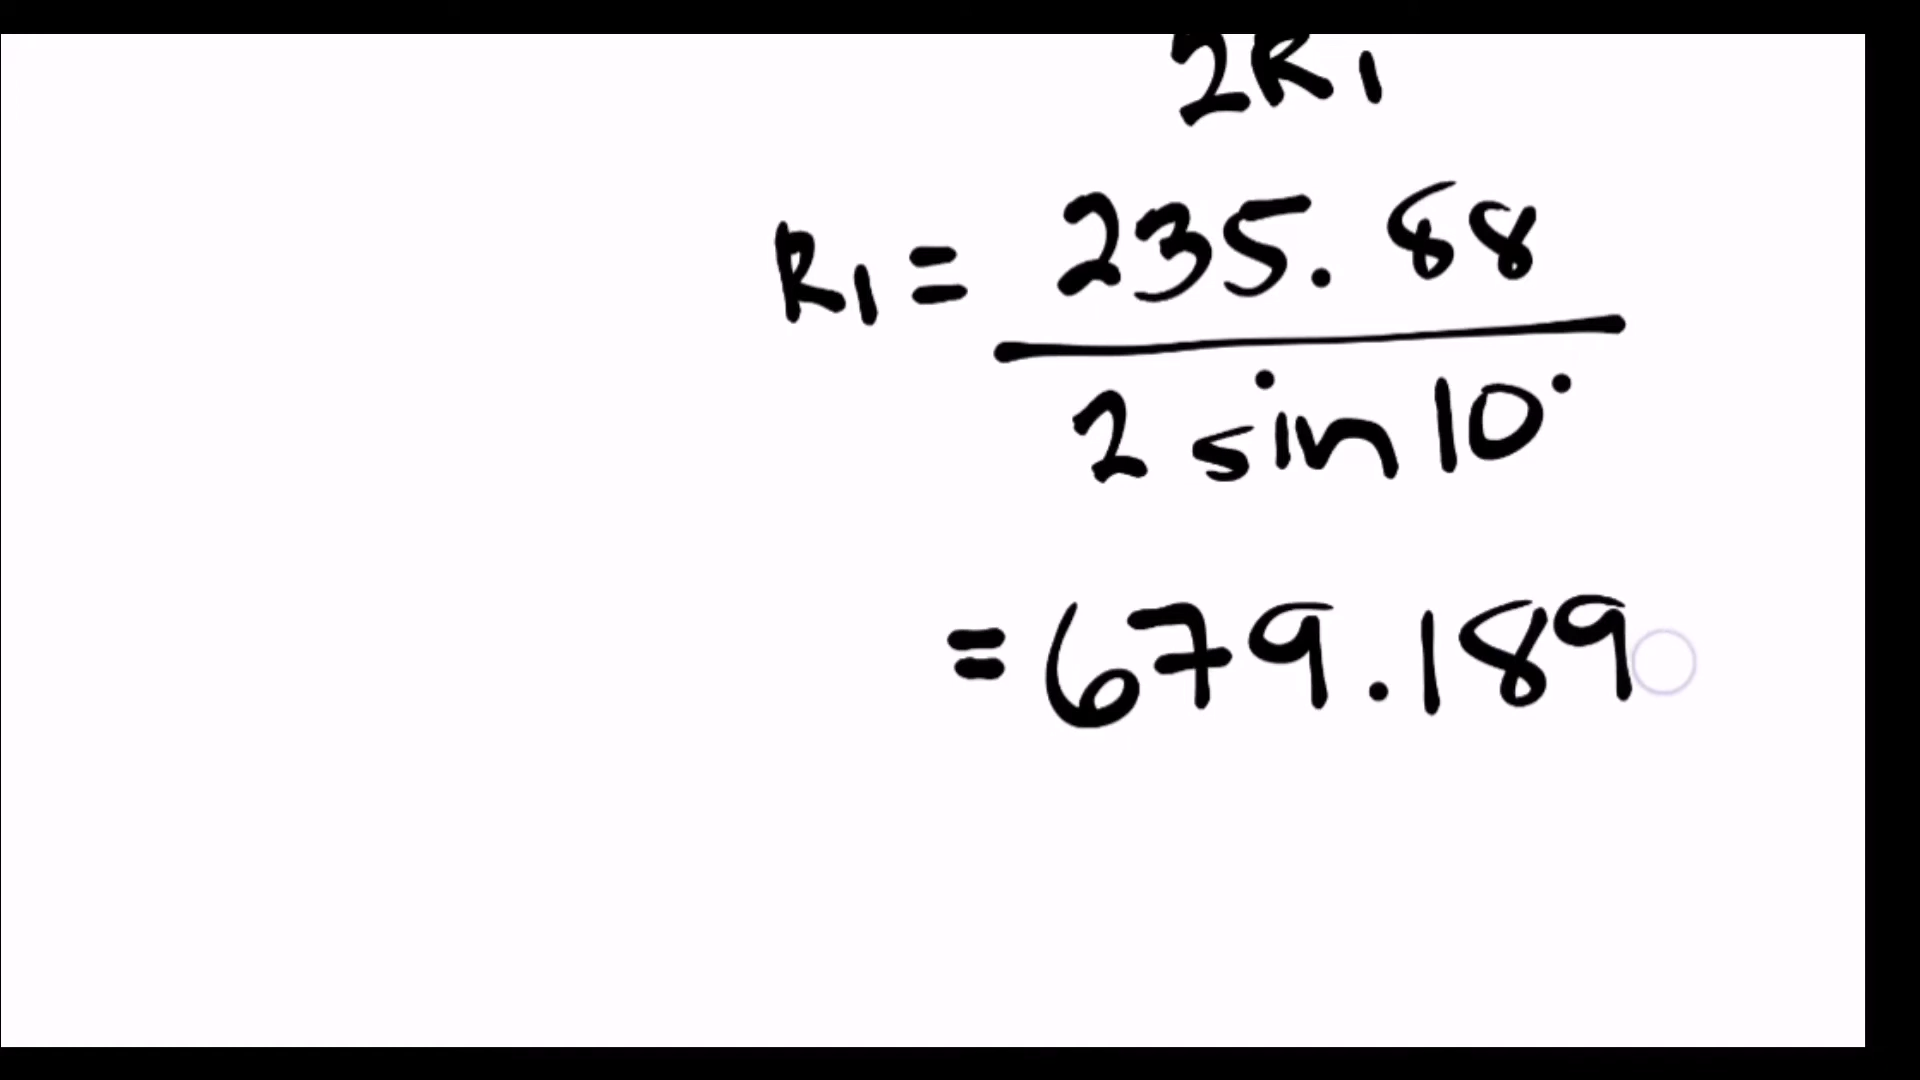 2R1
R1 = 235.88
2 sin 10°
= 679.189